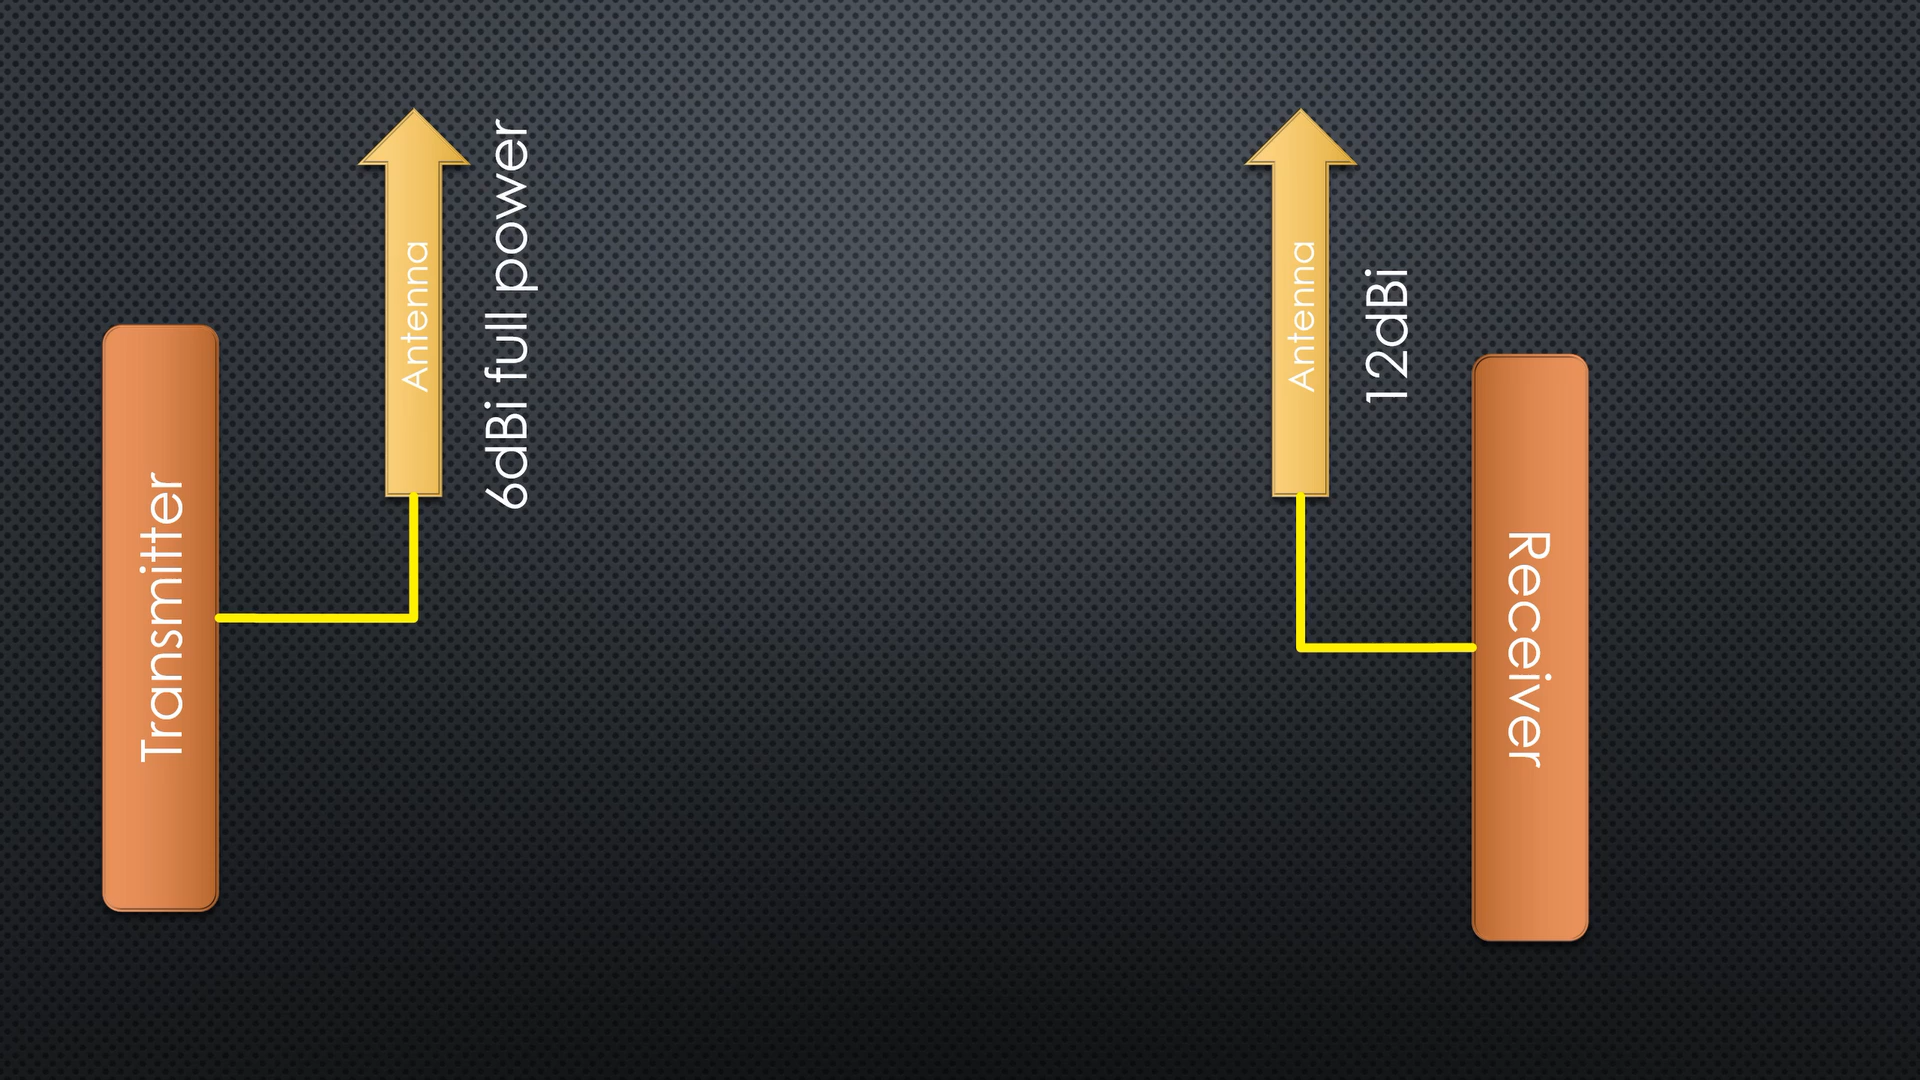 Transmitter
Antenna
6dBi full power
Antenna
12dBi
Receiver